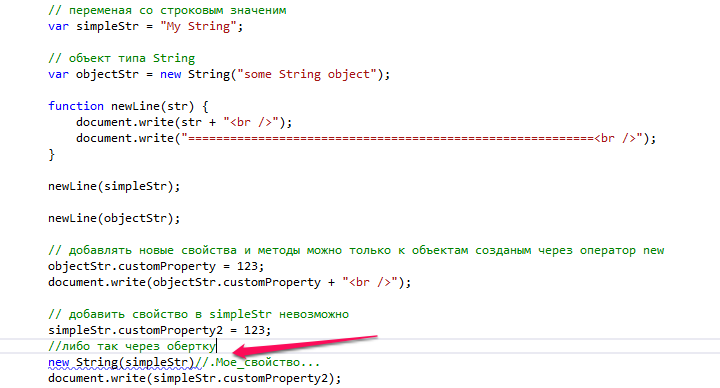 // переменая со строковым значеним
var simpleStr = "My String";
// объект типа String
var objectStr = new String("some String object");
function newLine(str) {
document.write(str + "<br />");
document.write("==========================================================<br />");
}
newLine(simpleStr);
newLine(objectStr);
// добавлять новые свойства и методы можно только к объектам созданым через оператор new
objectStr.customProperty = 123;
document.write(objectStr.customProperty + "<br />");
// добавить свойство в simpleStr невозможно
simpleStr.customProperty2 = 123;
//либо так через обертку
new String(simpleStr)//.Мое_свойство...
document.write(simpleStr.customProperty2);